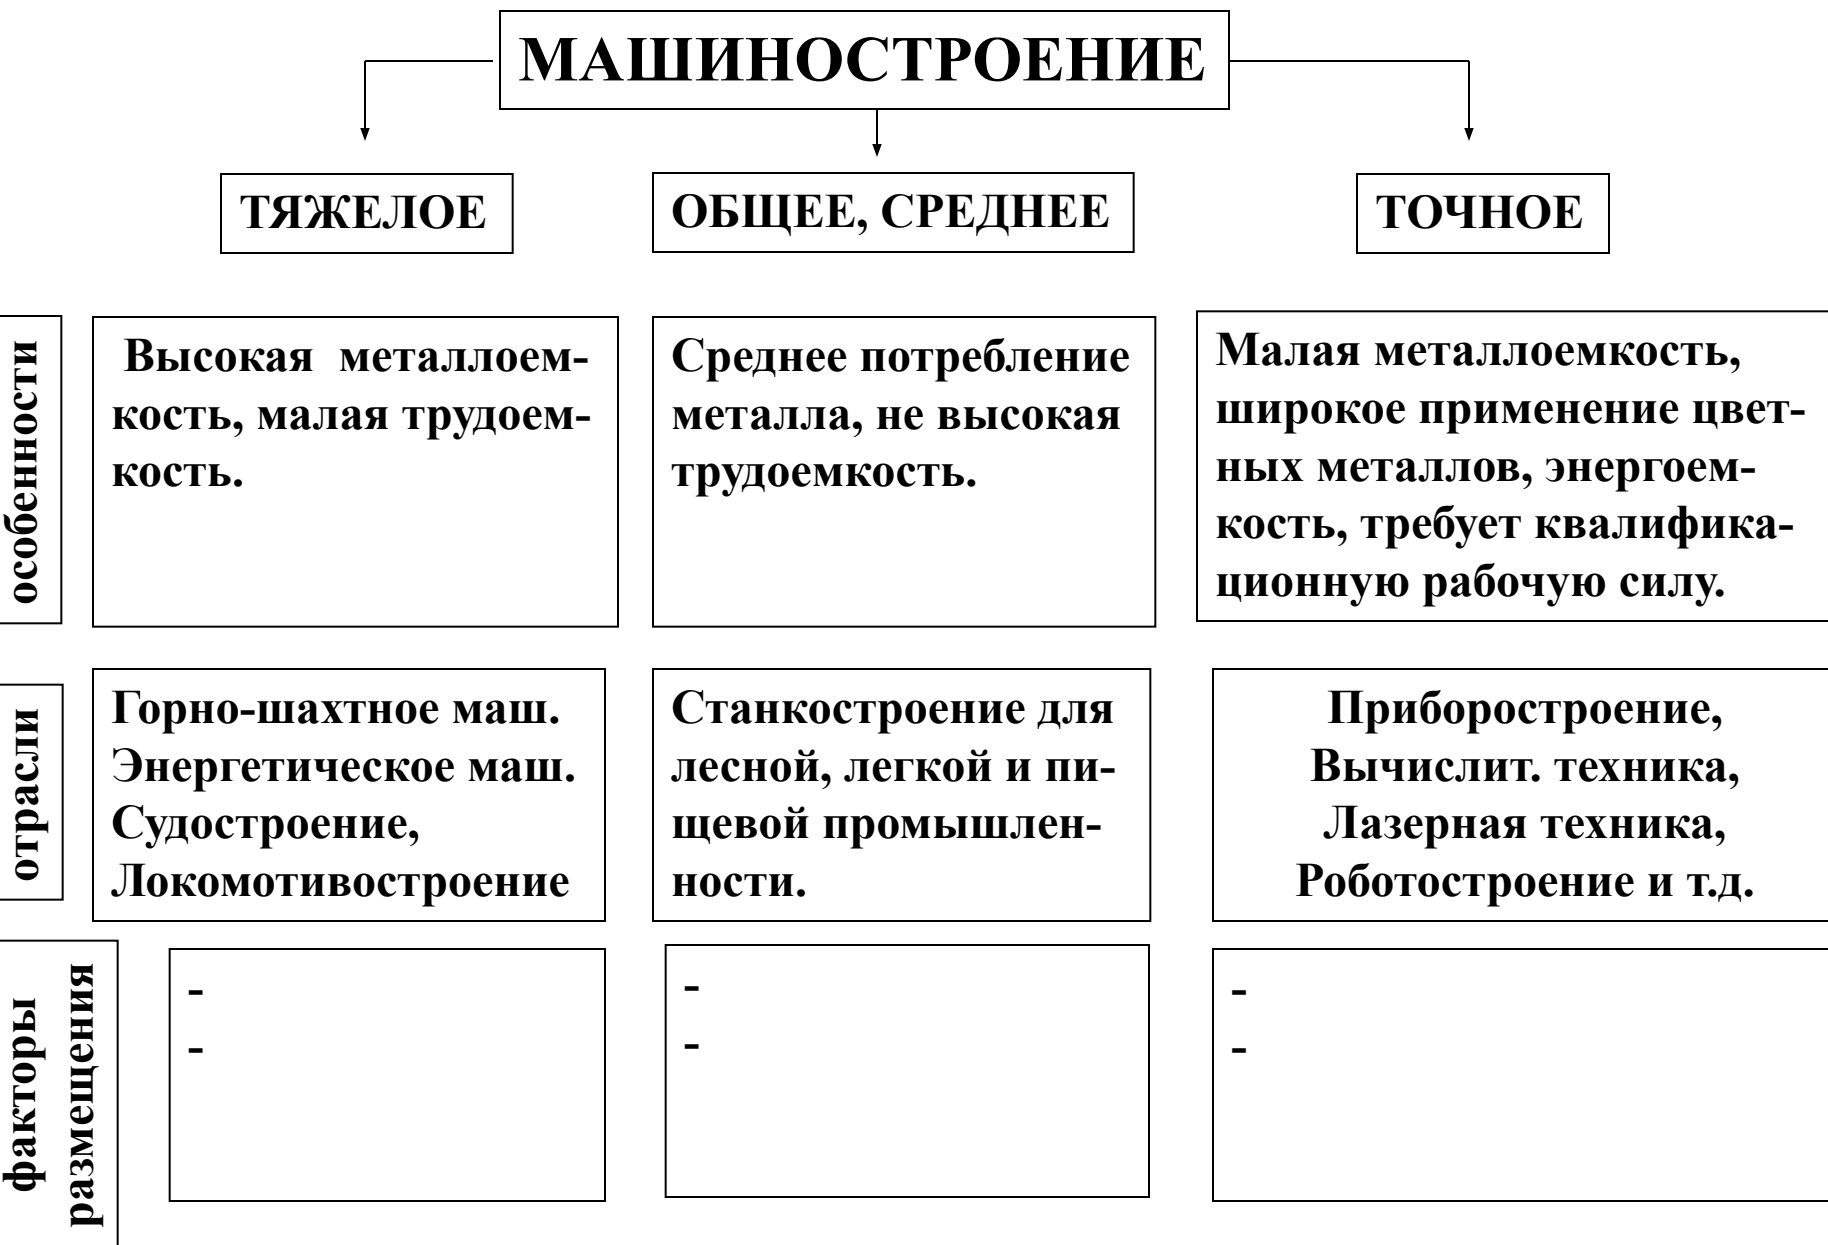 МАШИНОСТРОЕНИЕ
ТЯЖЕЛОЕ
ОБЩЕЕ, СРЕДНЕЕ
ТОЧНОЕ
особенности
Высокая металлоем-
кость, малая трудоем-
кость.
Среднее потребление
металла, не высокая
трудоемкость.
Малая металлоемкость,
широкое применение цвет-
ных металлов, энергоем-
кость, требует квалифика-
ционную рабочую силу.
отрасли
Горно-шахтное маш.
Энергетическое маш.
Судостроение,
Локомотивостроение
Станкостроение для
лесной, легкой и пи-
щевой промышлен-
ности.
Приборостроение,
Вычислит. техника,
Лазерная техника,
Роботостроение и т.д.
факторы
размещения
-
-
-
-
-
-